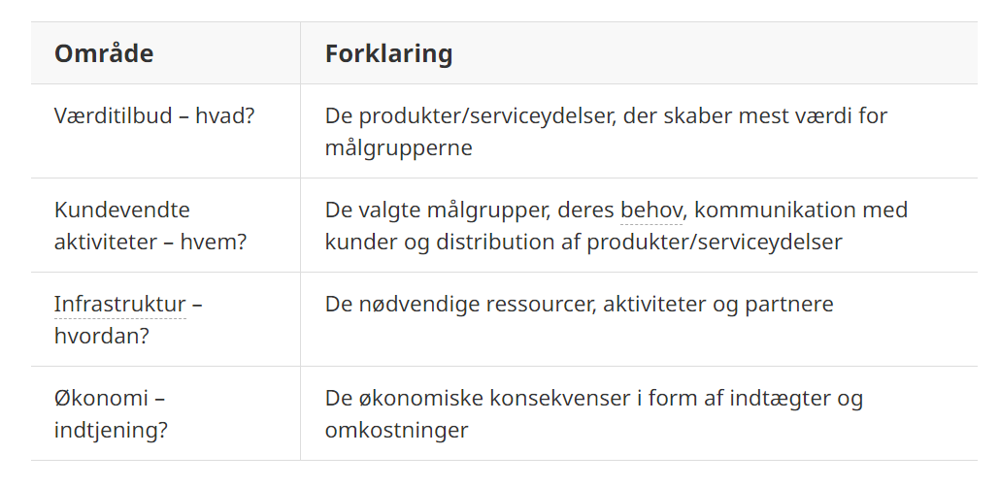 Område
Forklaring
Værditilbud – hvad?
De produkter/serviceydelser, der skaber mest værdi for
målgrupperne
Kundevendte
aktiviteter – hvem?
De valgte målgrupper, deres behov, kommunikation med
kunder og distribution af produkter/serviceydelser
Infrastruktur –
hvordan?
De nødvendige ressourcer, aktiviteter og partnere
Økonomi –
indtjening?
De økonomiske konsekvenser i form af indtægter og
omkostninger